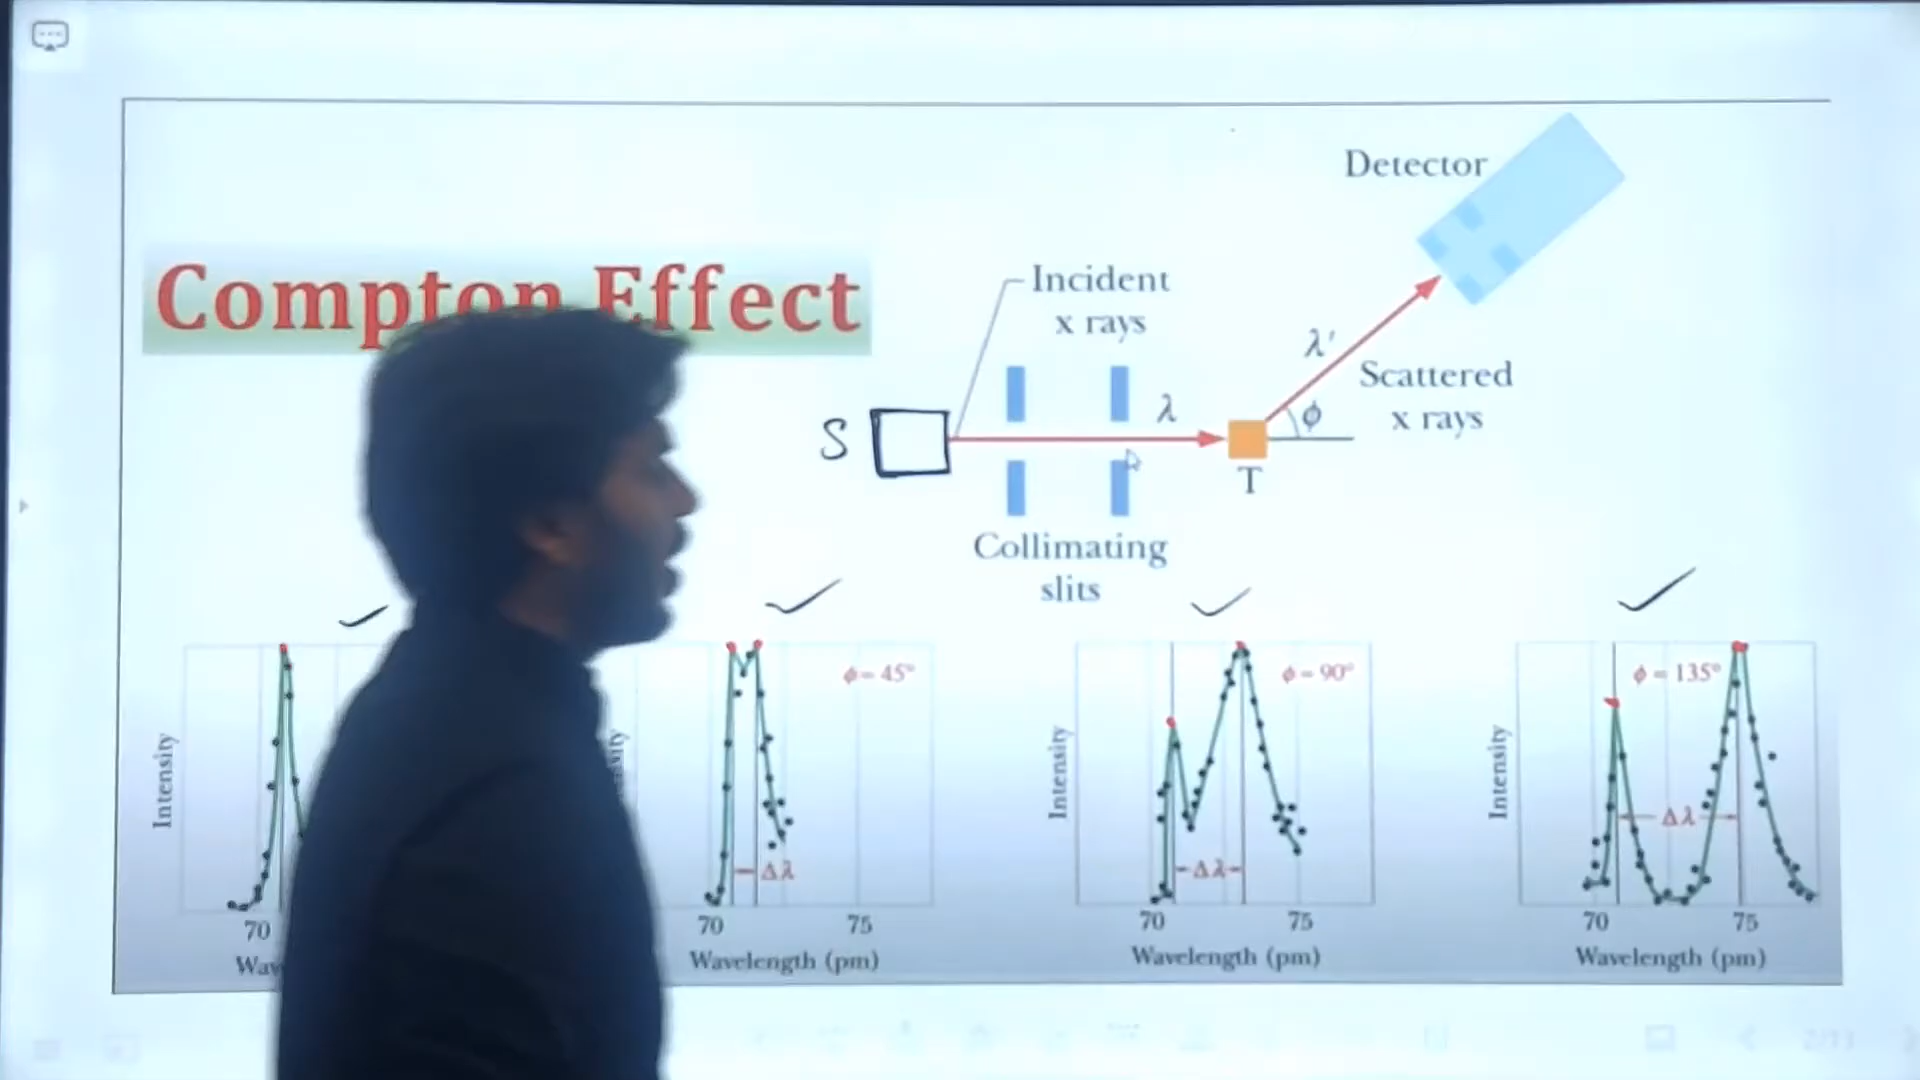 Detector
Compton Effect
Incident
x rays
λ'
Scattered
x rays
λ
ϕ
S
T
Collimating
slits
ϕ = 45°
ϕ = 90°
ϕ = 135°
Intensity
Intensity
Intensity
Δλ
Δλ
Δλ
70
70
75
70
75
70
75
Wavelength (pm)
Wavelength (pm)
Wavelength (pm)